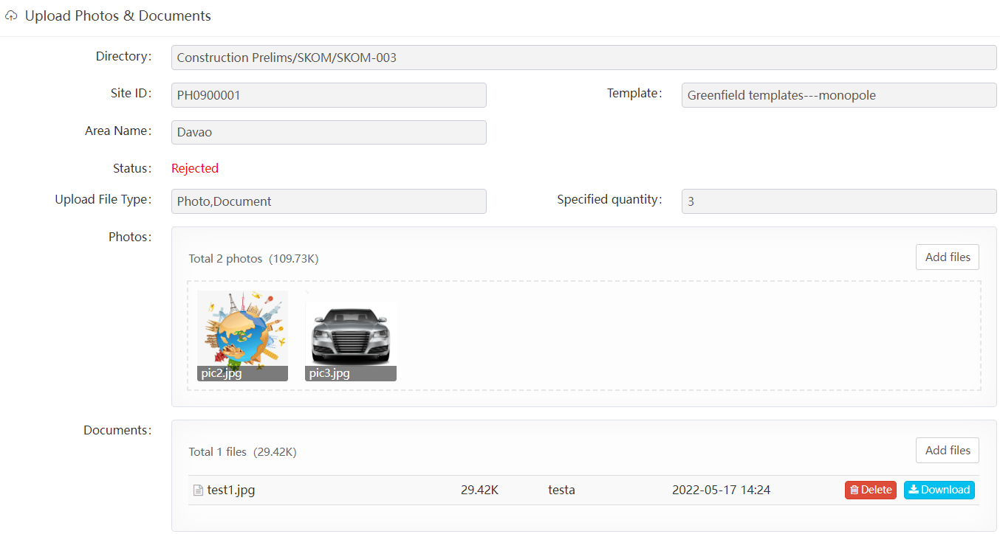 Upload Photos & Documents
Directory: Construction Prelims/SKOM/SKOM-003
Site ID: PH0900001 Template: Greenfield templates---monopole
Area Name: Davao
Status: Rejected
Upload File Type: Photo,Document Specified quantity: 3
Photos:
Total 2 photos (109.73K) Add files
pic2.jpg pic3.jpg
Documents:
Total 1 files (29.42K) Add files
test1.jpg 29.42K testa 2022-05-17 14:24 Delete Download